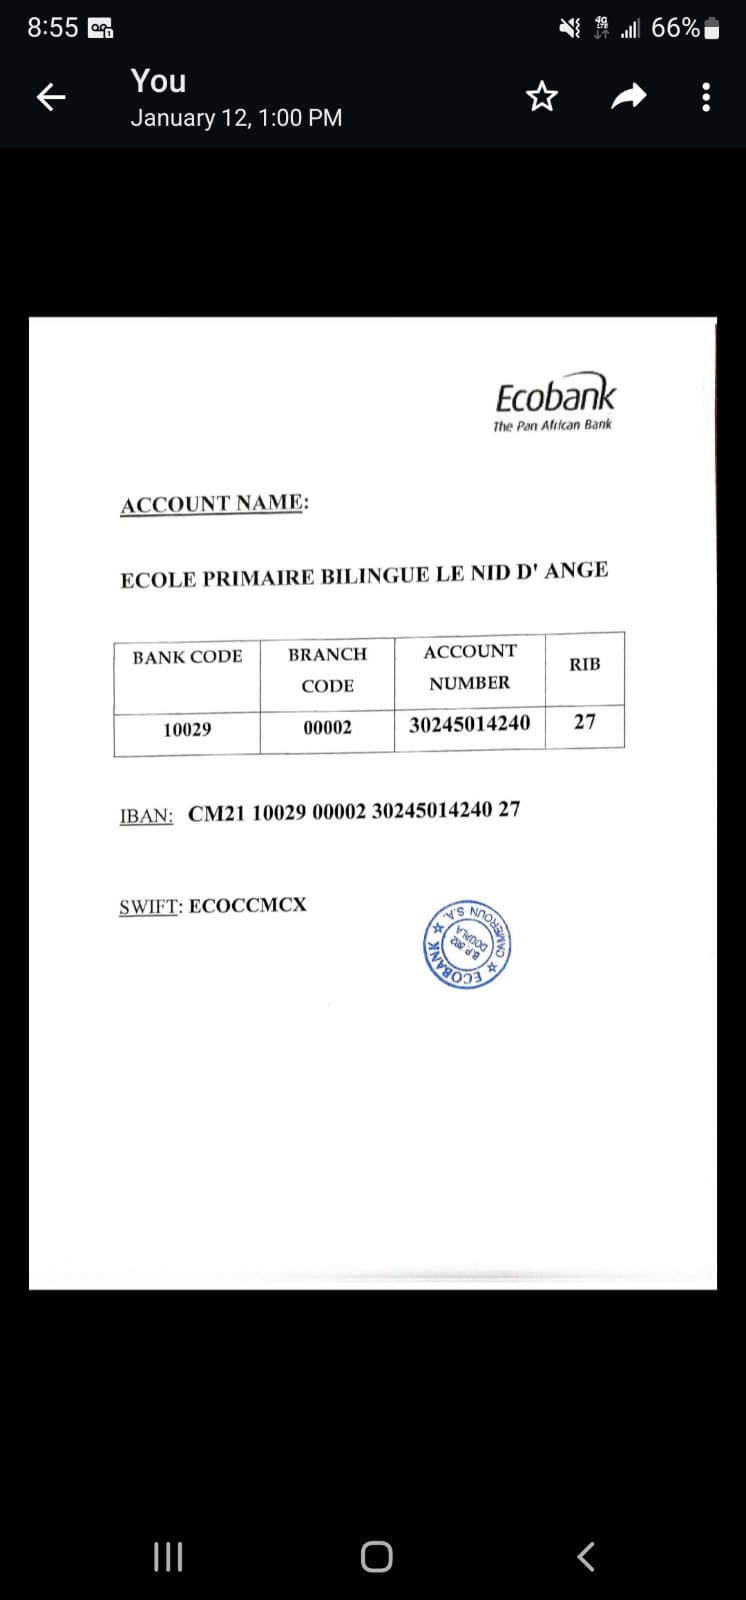 8:55
4G
66%
You
January 12, 1:00 PM
Ecobank
The Pan African Bank
ACCOUNT NAME:
ECOLE PRIMAIRE BILINGUE LE NID D' ANGE
BANK CODE
BRANCH CODE
ACCOUNT NUMBER
RIB
10029
00002
30245014240
27
IBAN: CM21 10029 00002 30245014240 27
SWIFT: ECOCCMCX
ECOBANK ★ CAMEROUN S.A. ★
B.P. 582
DOUALA